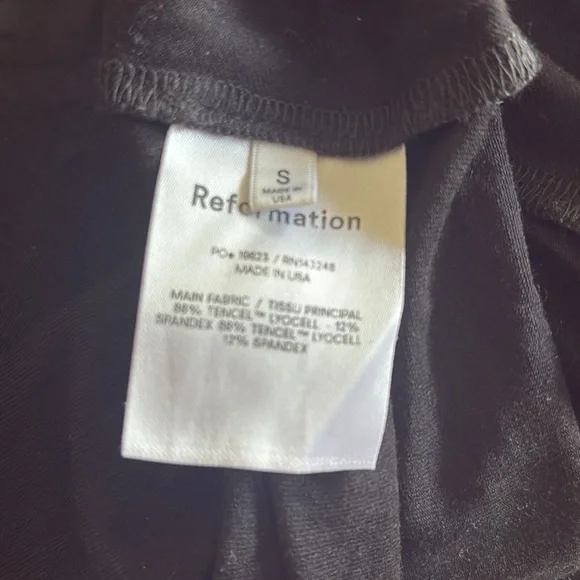 S
MADE IN
USA
Reformation
PO# 19823 / RN143248
MADE IN USA
MAIN FABRIC / TISSU PRINCIPAL
88% TENCEL™ LYOCELL - 12%
SPANDEX 88% TENCEL™ LYOCELL
12% SPANDEX